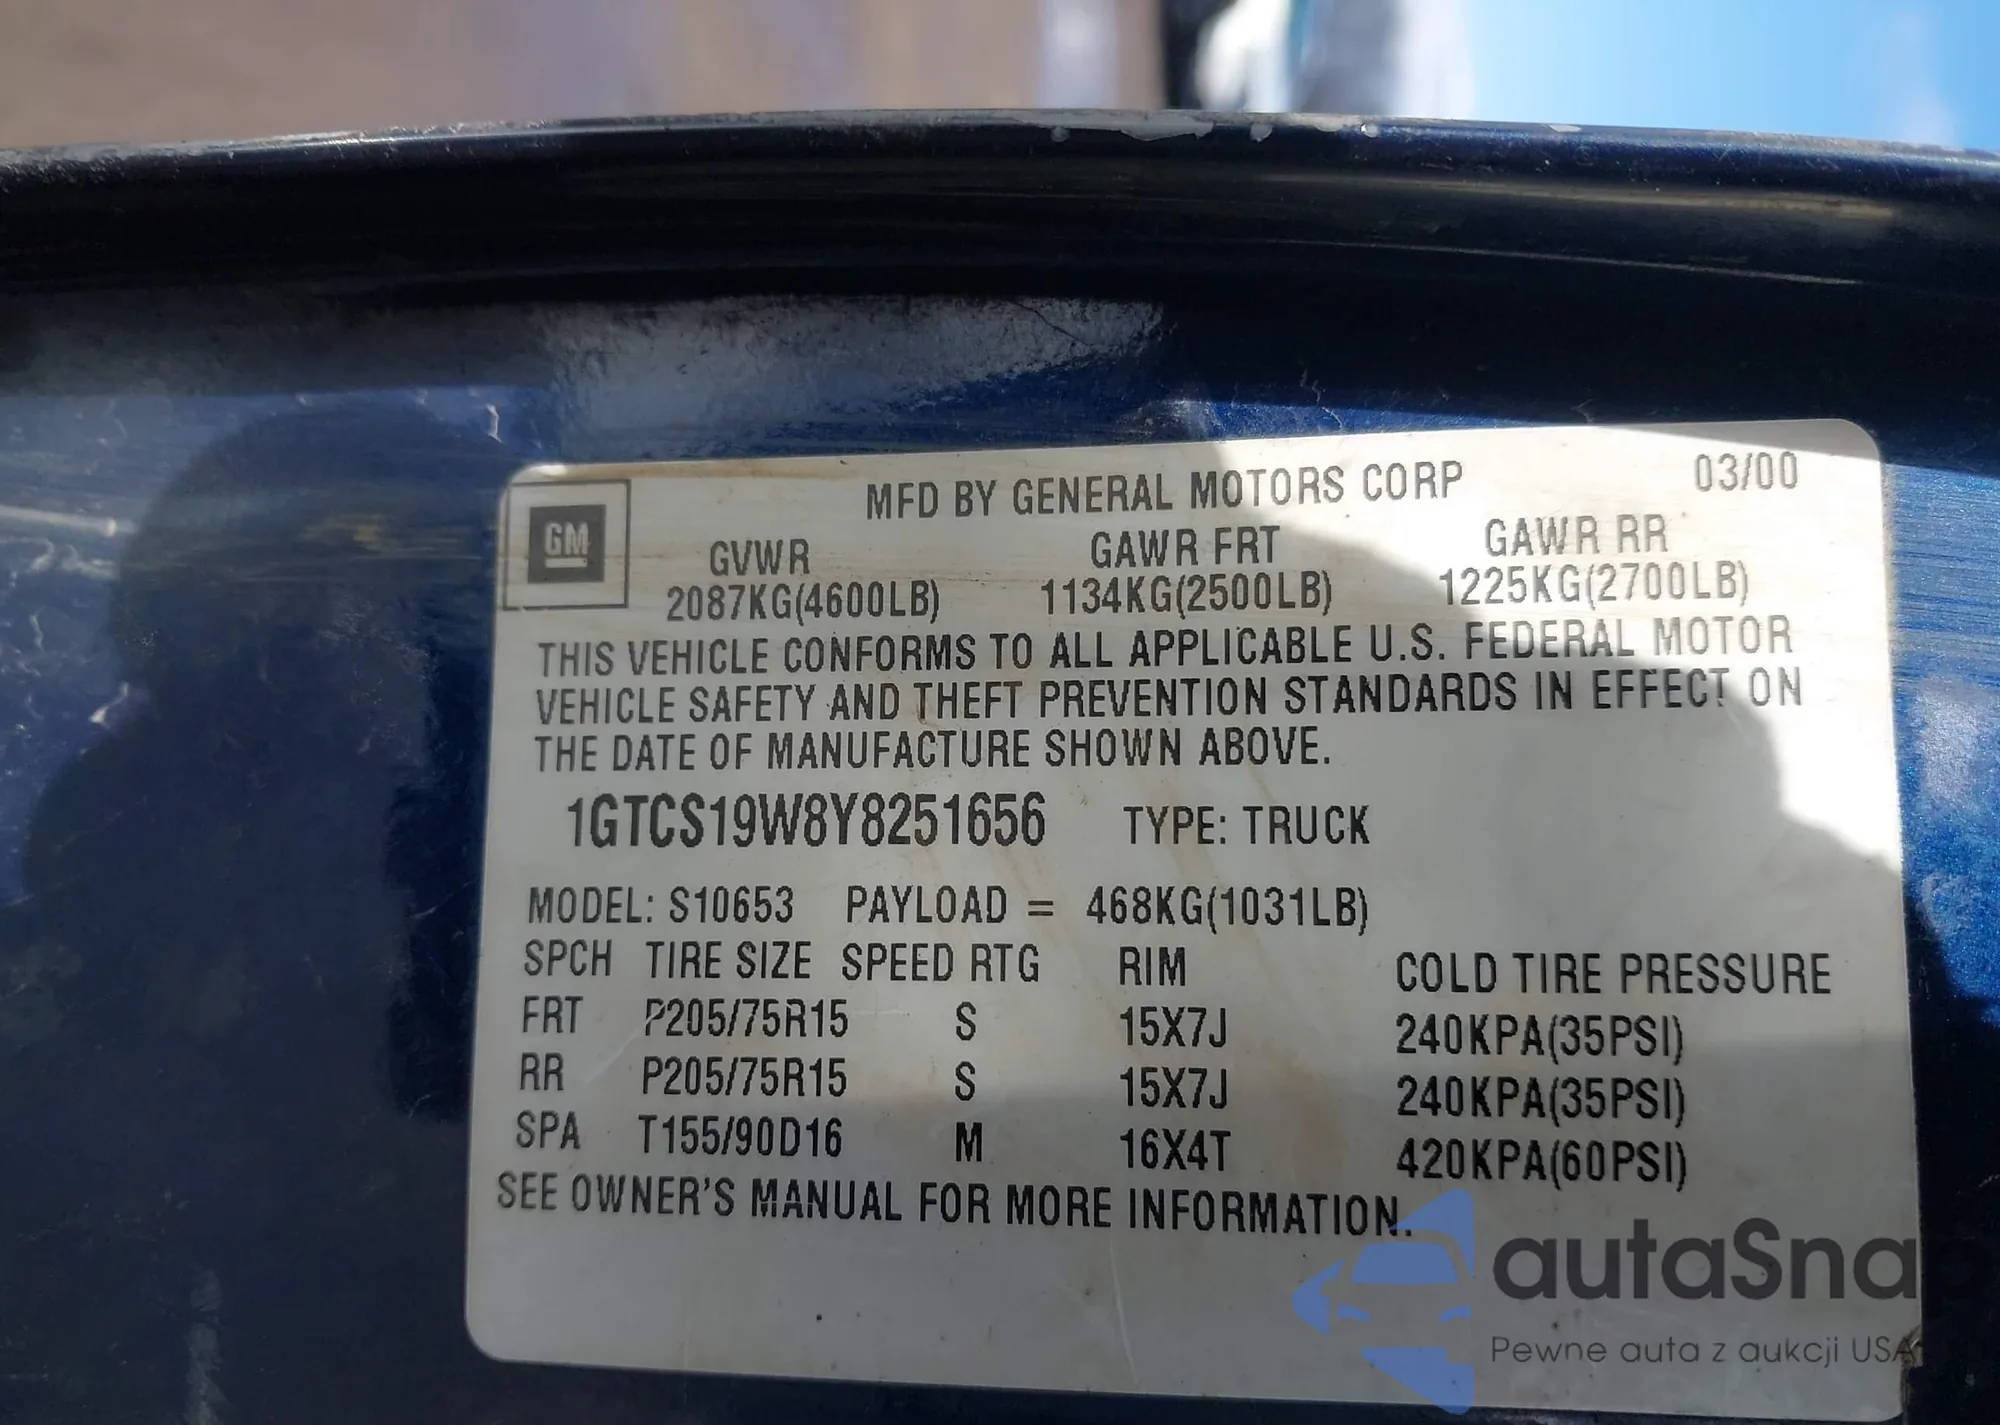 MFD BY GENERAL MOTORS CORP 03/00
GM
GVWR GAWR FRT GAWR RR
2087KG(4600LB) 1134KG(2500LB) 1225KG(2700LB)
THIS VEHICLE CONFORMS TO ALL APPLICABLE U.S. FEDERAL MOTOR
VEHICLE SAFETY AND THEFT PREVENTION STANDARDS IN EFFECT ON
THE DATE OF MANUFACTURE SHOWN ABOVE.
1GTCS19W8Y8251656 TYPE: TRUCK
MODEL: S10653 PAYLOAD = 468KG(1031LB)
SPCH TIRE SIZE SPEED RTG RIM COLD TIRE PRESSURE
FRT P205/75R15 S 15X7J 240KPA(35PSI)
RR P205/75R15 S 15X7J 240KPA(35PSI)
SPA T155/90D16 M 16X4T 420KPA(60PSI)
SEE OWNER'S MANUAL FOR MORE INFORMATION.
autaSna
Pewne auta z aukcji USA